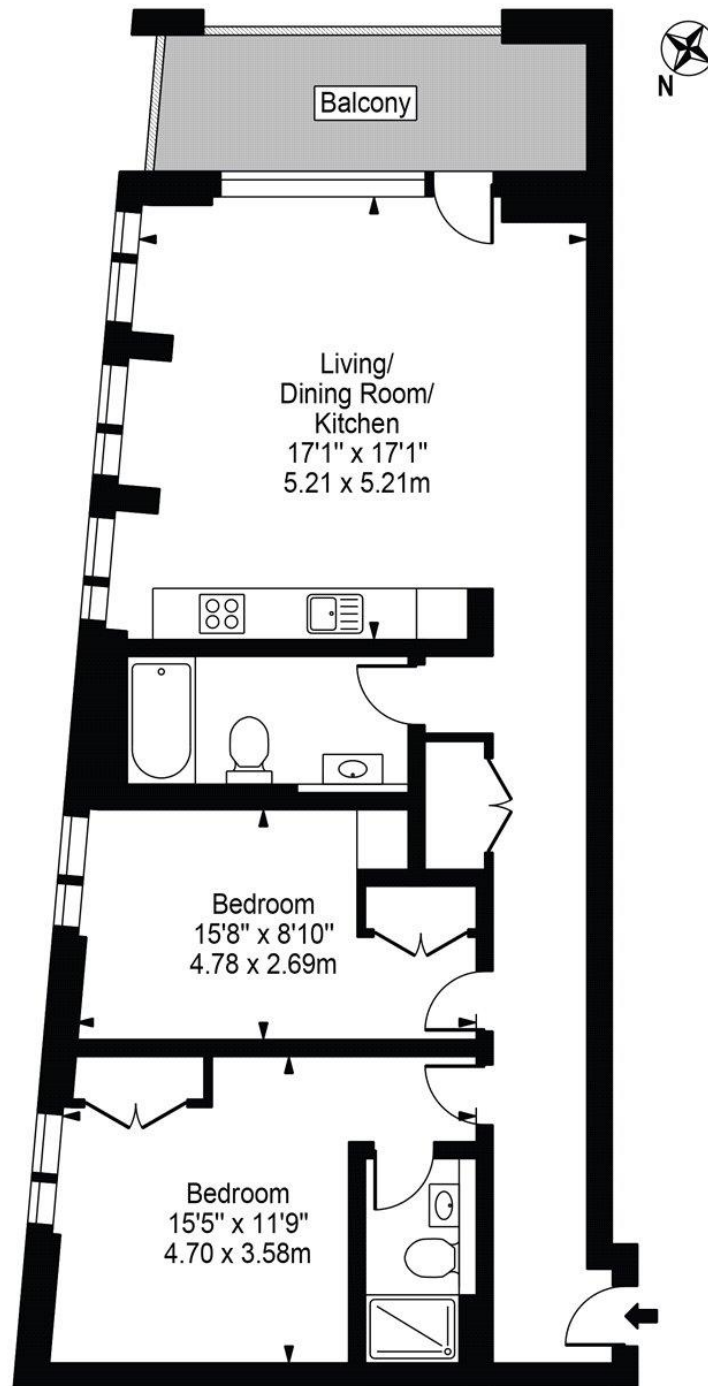 Balcony
N
Living/
Dining Room/
Kitchen
17'1" x 17'1"
5.21 x 5.21m
Bedroom
15'8" x 8'10"
4.78 x 2.69m
Bedroom
15'5" x 11'9"
4.70 x 3.58m